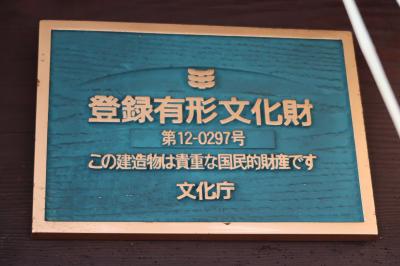 登録有形文化財
第12-0297号
この建造物は貴重な国民的財産です
文化庁